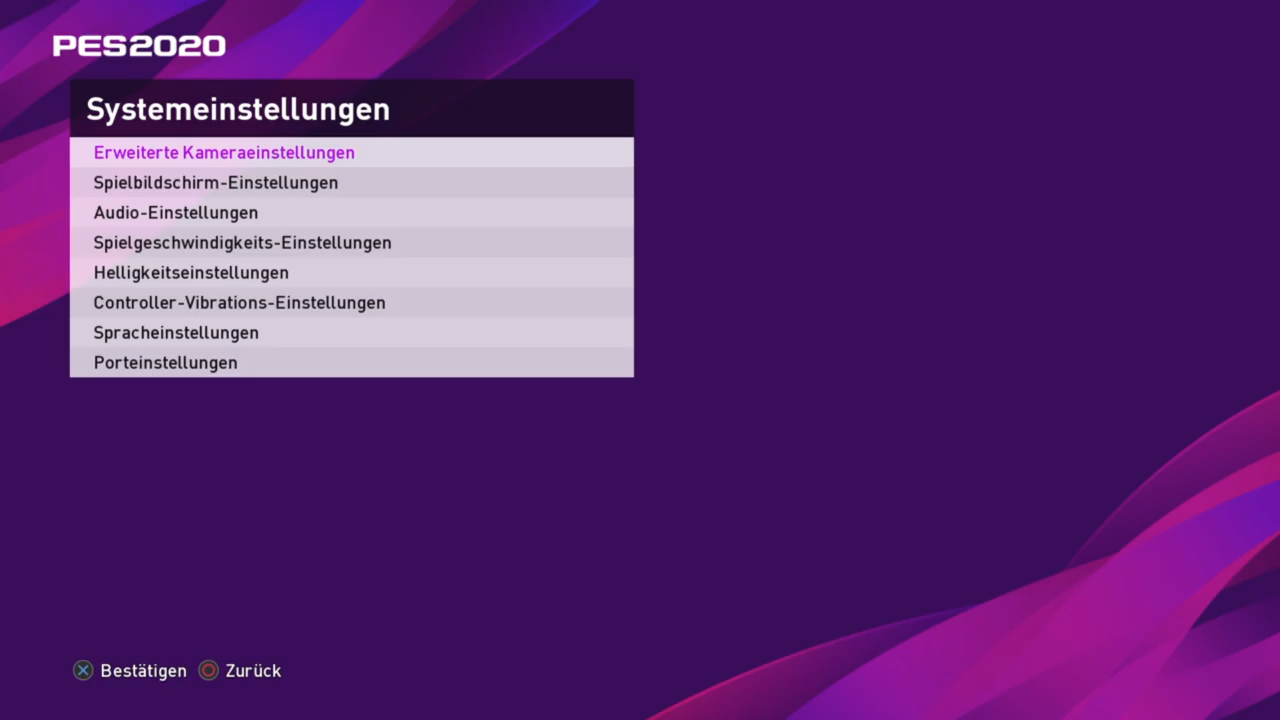 PES2020
Systemeinstellungen
Erweiterte Kameraeinstellungen
Spielbildschirm-Einstellungen
Audio-Einstellungen
Spielgeschwindigkeits-Einstellungen
Helligkeitseinstellungen
Controller-Vibrations-Einstellungen
Spracheinstellungen
Porteinstellungen
Bestätigen Zurück